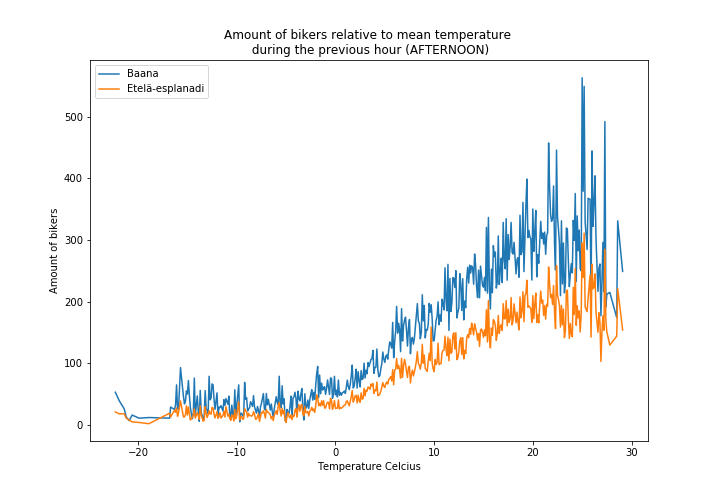 Amount of bikers relative to mean temperature
during the previous hour (AFTERNOON)
Baana
Etelä-esplanadi
500
400
300
200
100
0
Amount of bikers
−20
−10
0
10
20
30
Temperature Celcius